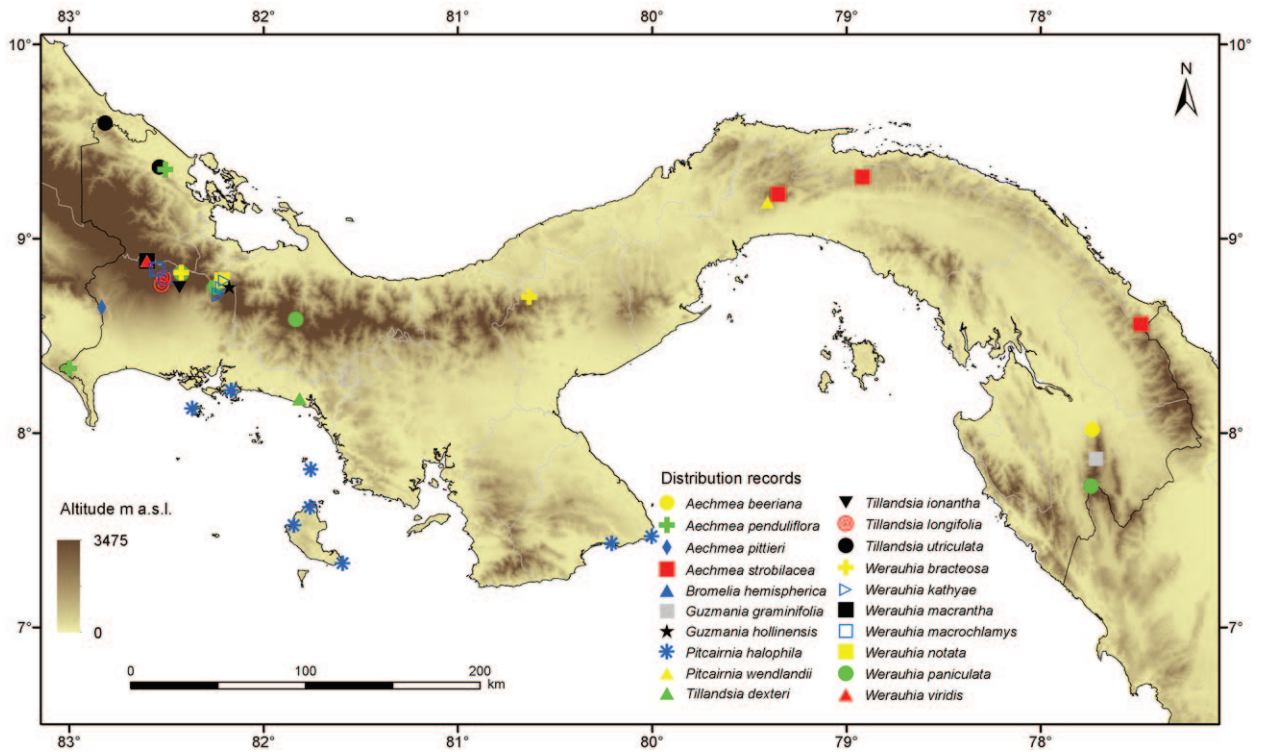 83° 82° 81° 80° 79° 78°
10° 10°
N
9° 9°
8° 8°
Distribution records
Aechmea beeriana
Aechmea penduliflora
Aechmea pittieri
Aechmea strobilacea
Bromelia hemispherica
Guzmania graminifolia
Guzmania hollinensis
Pitcairnia halophila
Pitcairnia wendlandii
Tillandsia dexteri
Tillandsia ionantha
Tillandsia longifolia
Tillandsia utriculata
Werauhia bracteosa
Werauhia kathyae
Werauhia macrantha
Werauhia macrochlamys
Werauhia notata
Werauhia paniculata
Werauhia viridis
Altitude m a.s.l.
3475
0
7° 7°
0 100 200
km
83° 82° 81° 80° 79° 78°